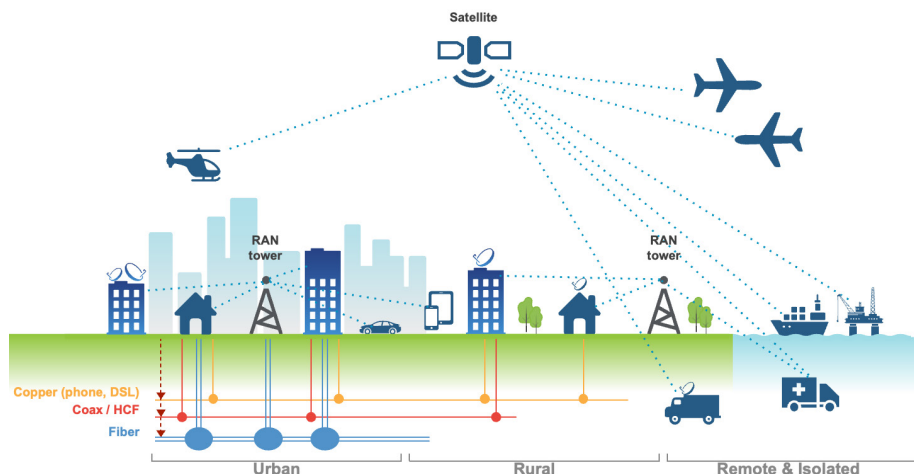 Satellite
RAN
tower
RAN
tower
Copper (phone, DSL)
Coax / HCF
Fiber
Urban
Rural
Remote & Isolated